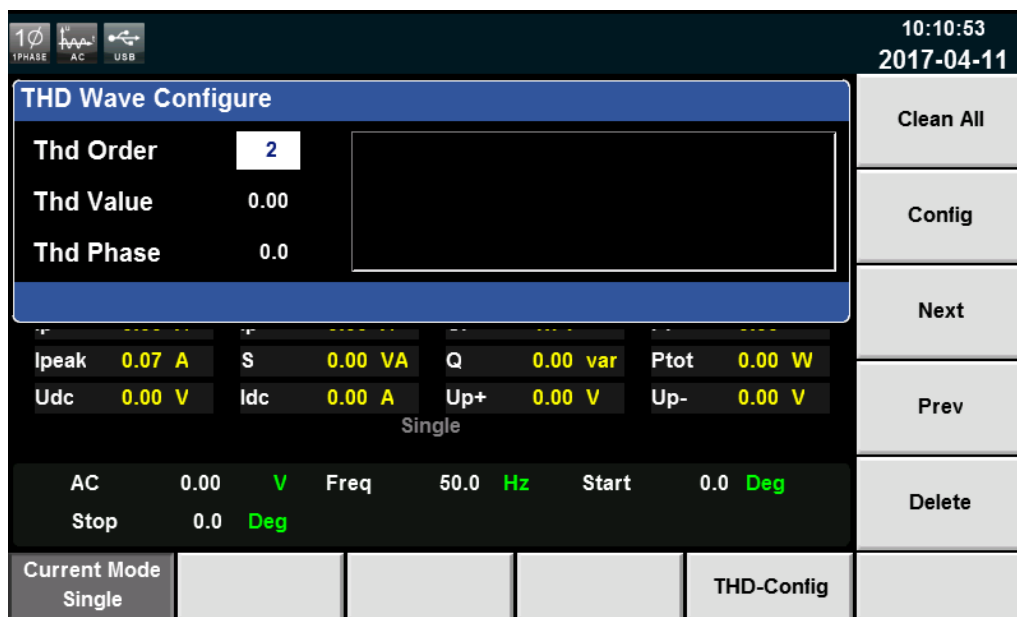 1Ø 10:10:53
1PHASE AC USB 2017-04-11
THD Wave Configure
Clean All
Thd Order 2
Thd Value 0.00
Config
Thd Phase 0.0
Next
Ipeak 0.07 A S 0.00 VA Q 0.00 var Ptot 0.00 W
Udc 0.00 V Idc 0.00 A Up+ 0.00 V Up- 0.00 V
Prev
Single
AC 0.00 V Freq 50.0 Hz Start 0.0 Deg
Delete
Stop 0.0 Deg
Current Mode
Single
THD-Config